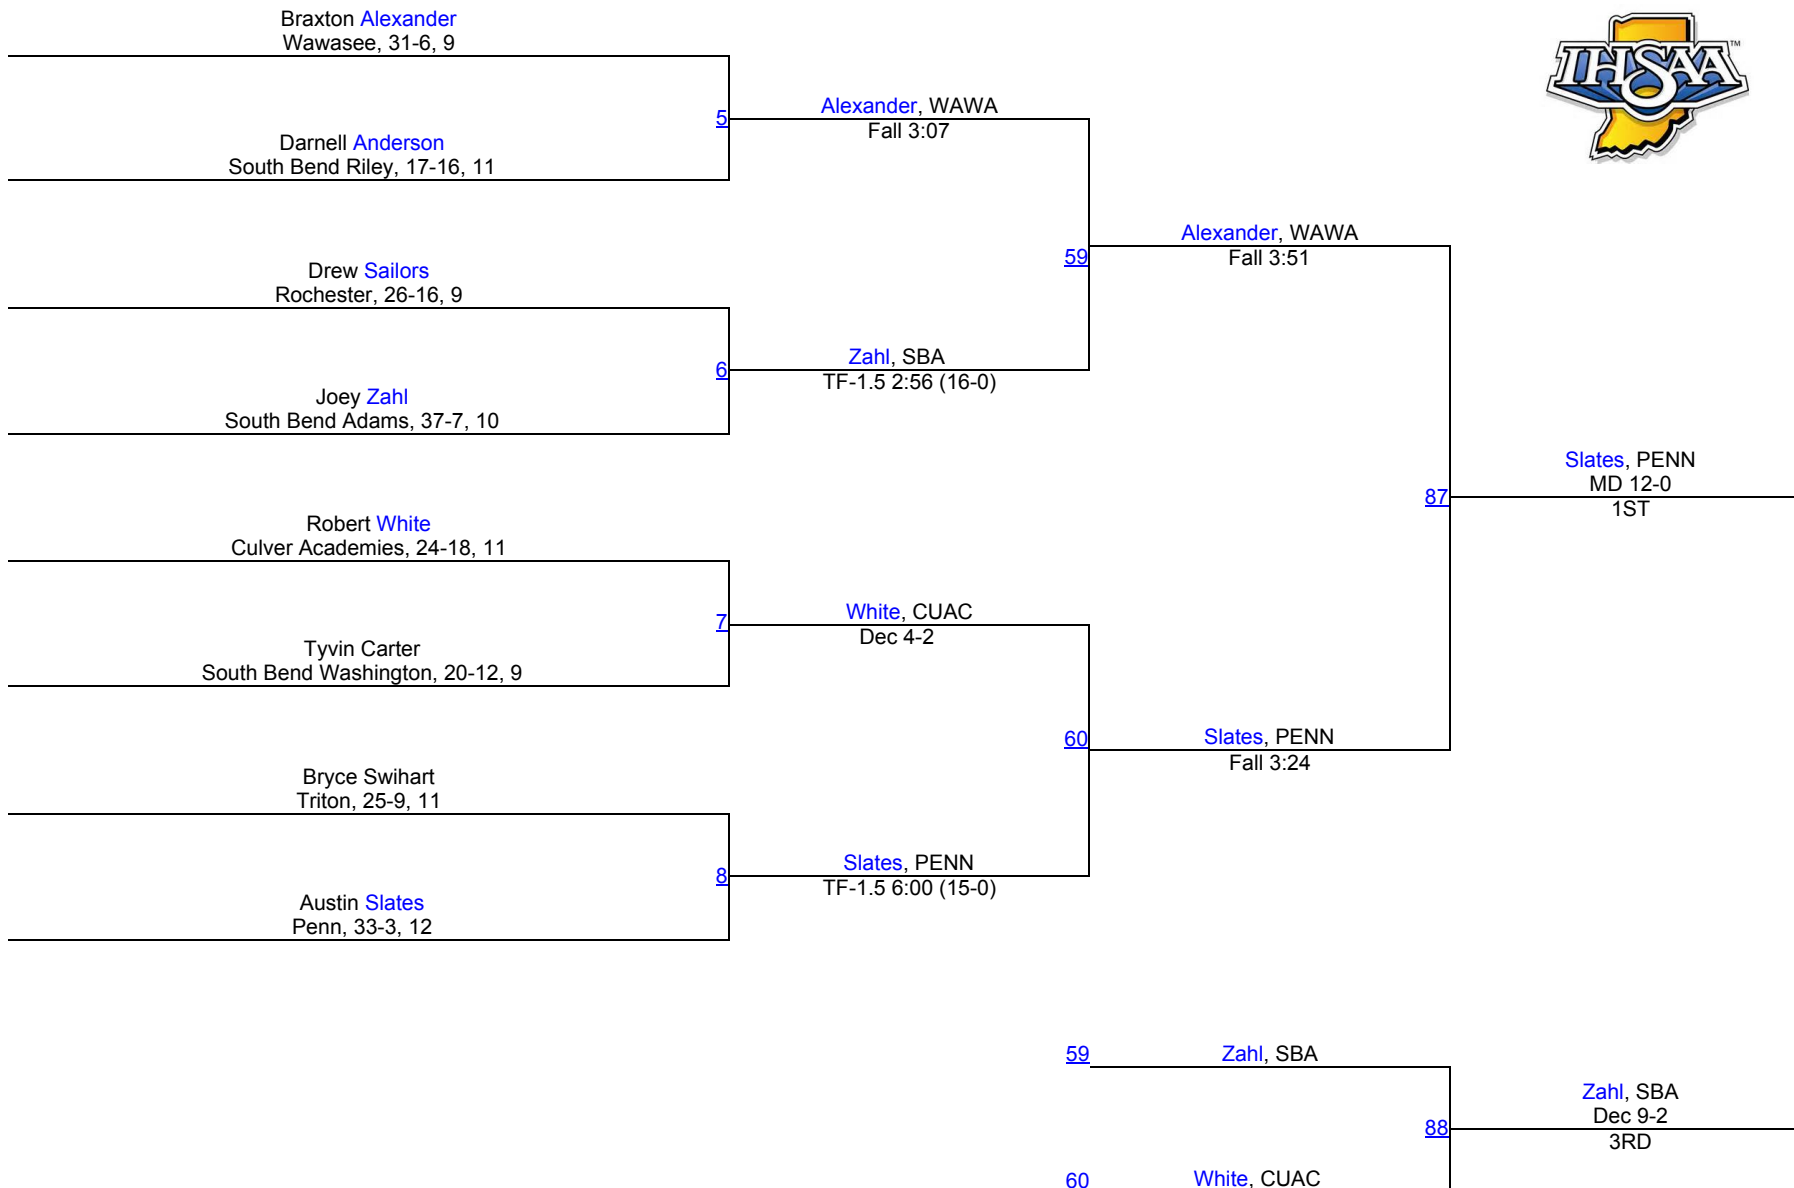 Braxton Alexander
Wawasee, 31-6, 9
IHSAA
TM
5
Alexander, WAWA
Fall 3:07
Darnell Anderson
South Bend Riley, 17-16, 11
59
Alexander, WAWA
Fall 3:51
Drew Sailors
Rochester, 26-16, 9
6
Zahl, SBA
TF-1.5 2:56 (16-0)
Joey Zahl
South Bend Adams, 37-7, 10
87
Slates, PENN
MD 12-0
1ST
Robert White
Culver Academies, 24-18, 11
7
White, CUAC
Dec 4-2
Tyvin Carter
South Bend Washington, 20-12, 9
60
Slates, PENN
Fall 3:24
Bryce Swihart
Triton, 25-9, 11
8
Slates, PENN
TF-1.5 6:00 (15-0)
Austin Slates
Penn, 33-3, 12
59
Zahl, SBA
88
Zahl, SBA
Dec 9-2
3RD
60
White, CUAC